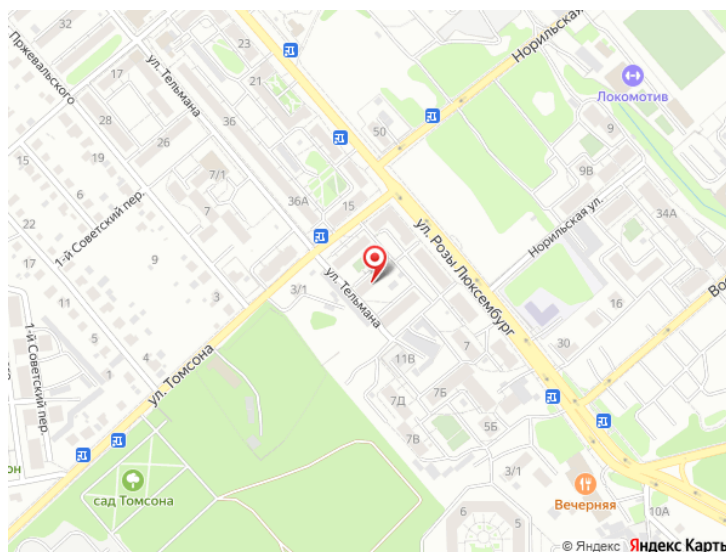 32
Пржевальского
17
28
26
15
19
6
22
17
11
5
1
4
3
9
7/1
7
1-й Советский пер.
1-й Советский пер.
ул. Тельмана
23
21
36
36А
15
50
Норильская
Локомотив
9
9В
34А
Норильская ул.
16
30
ул. Розы Люксембург
3/1
ул. Тельмана
ул. Томсона
11В
7
7Д
7Б
7В
5Б
3/1
6
5
Вечерняя
10А
сад Томсона
он
© Яндекс
Яндекс Карты